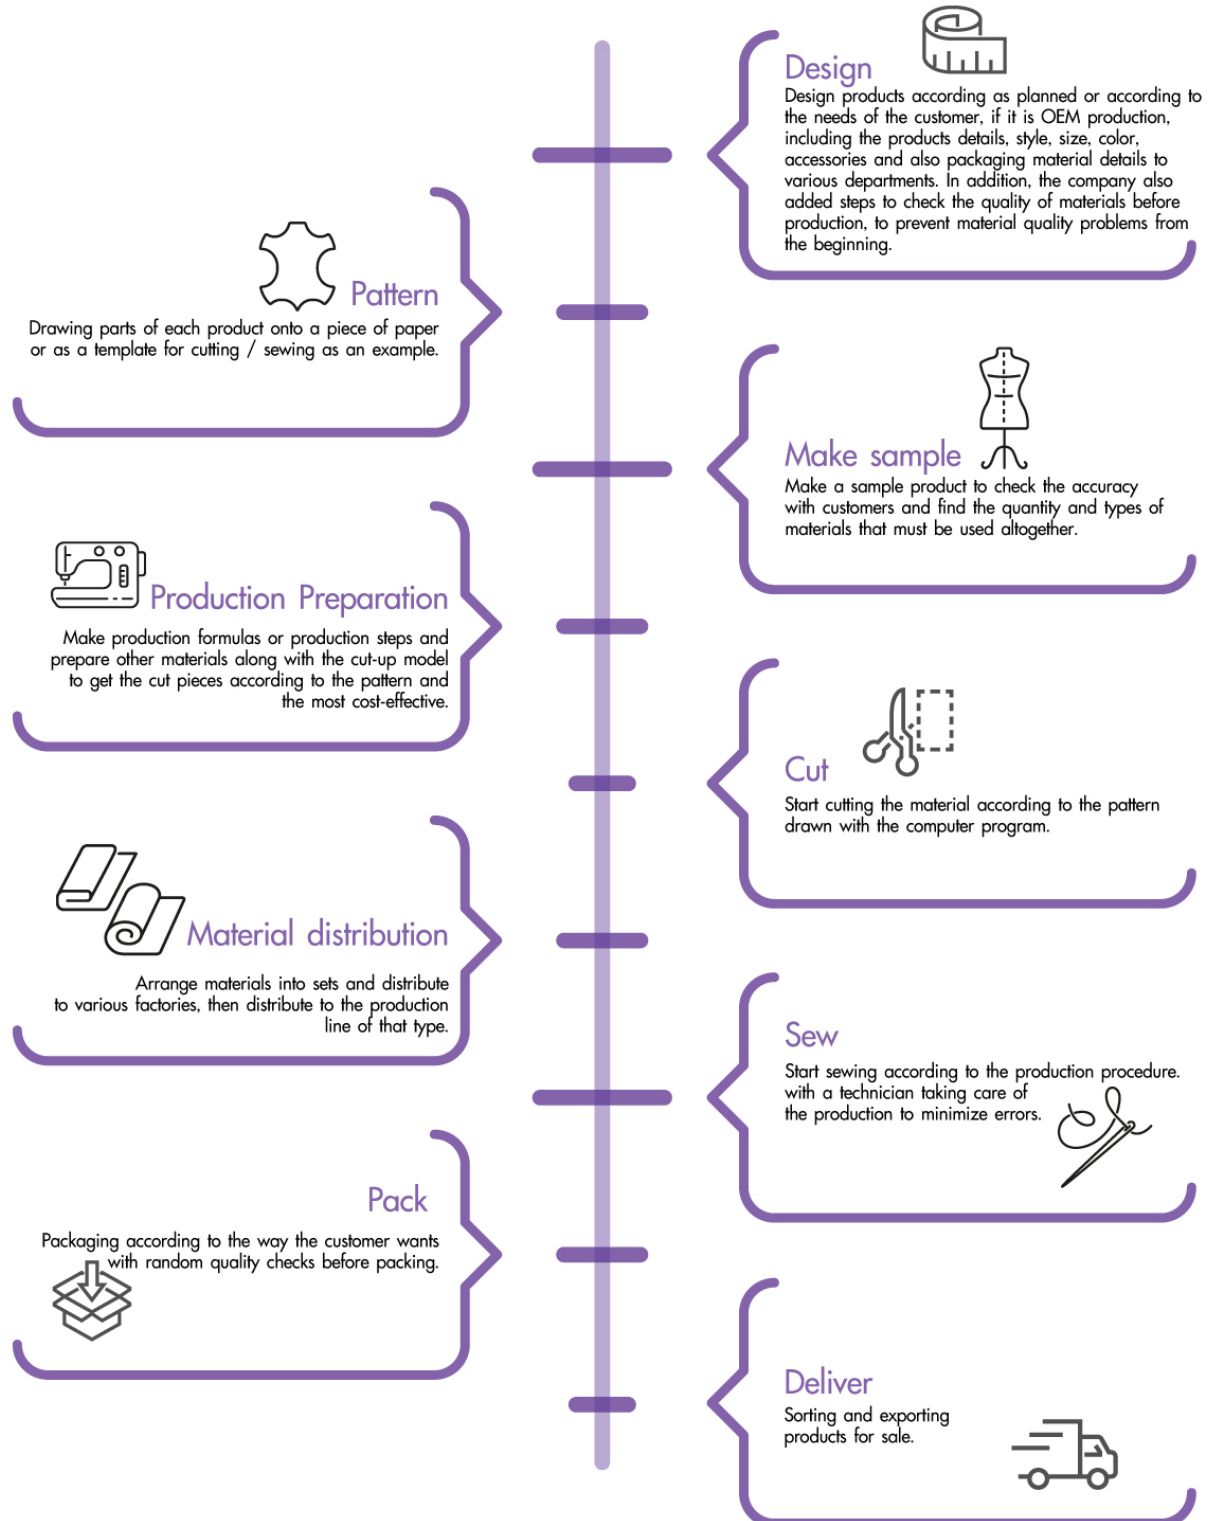 Design
Design products according as planned or according to
the needs of the customer, if it is OEM production,
including the products details, style, size, color,
accessories and also packaging material details to
various departments. In addition, the company also
added steps to check the quality of materials before
production, to prevent material quality problems from
the beginning.
Pattern
Drawing parts of each product onto a piece of paper
or as a template for cutting / sewing as an example.
Make sample
Make a sample product to check the accuracy
with customers and find the quantity and types of
materials that must be used altogether.
Production Preparation
Make production formulas or production steps and
prepare other materials along with the cut-up model
to get the cut pieces according to the pattern and
the most cost-effective.
Cut
Start cutting the material according to the pattern
drawn with the computer program.
Material distribution
Arrange materials into sets and distribute
to various factories, then distribute to the production
line of that type.
Sew
Start sewing according to the production procedure.
with a technician taking care of
the production to minimize errors.
Pack
Packaging according to the way the customer wants
with random quality checks before packing.
Deliver
Sorting and exporting
products for sale.